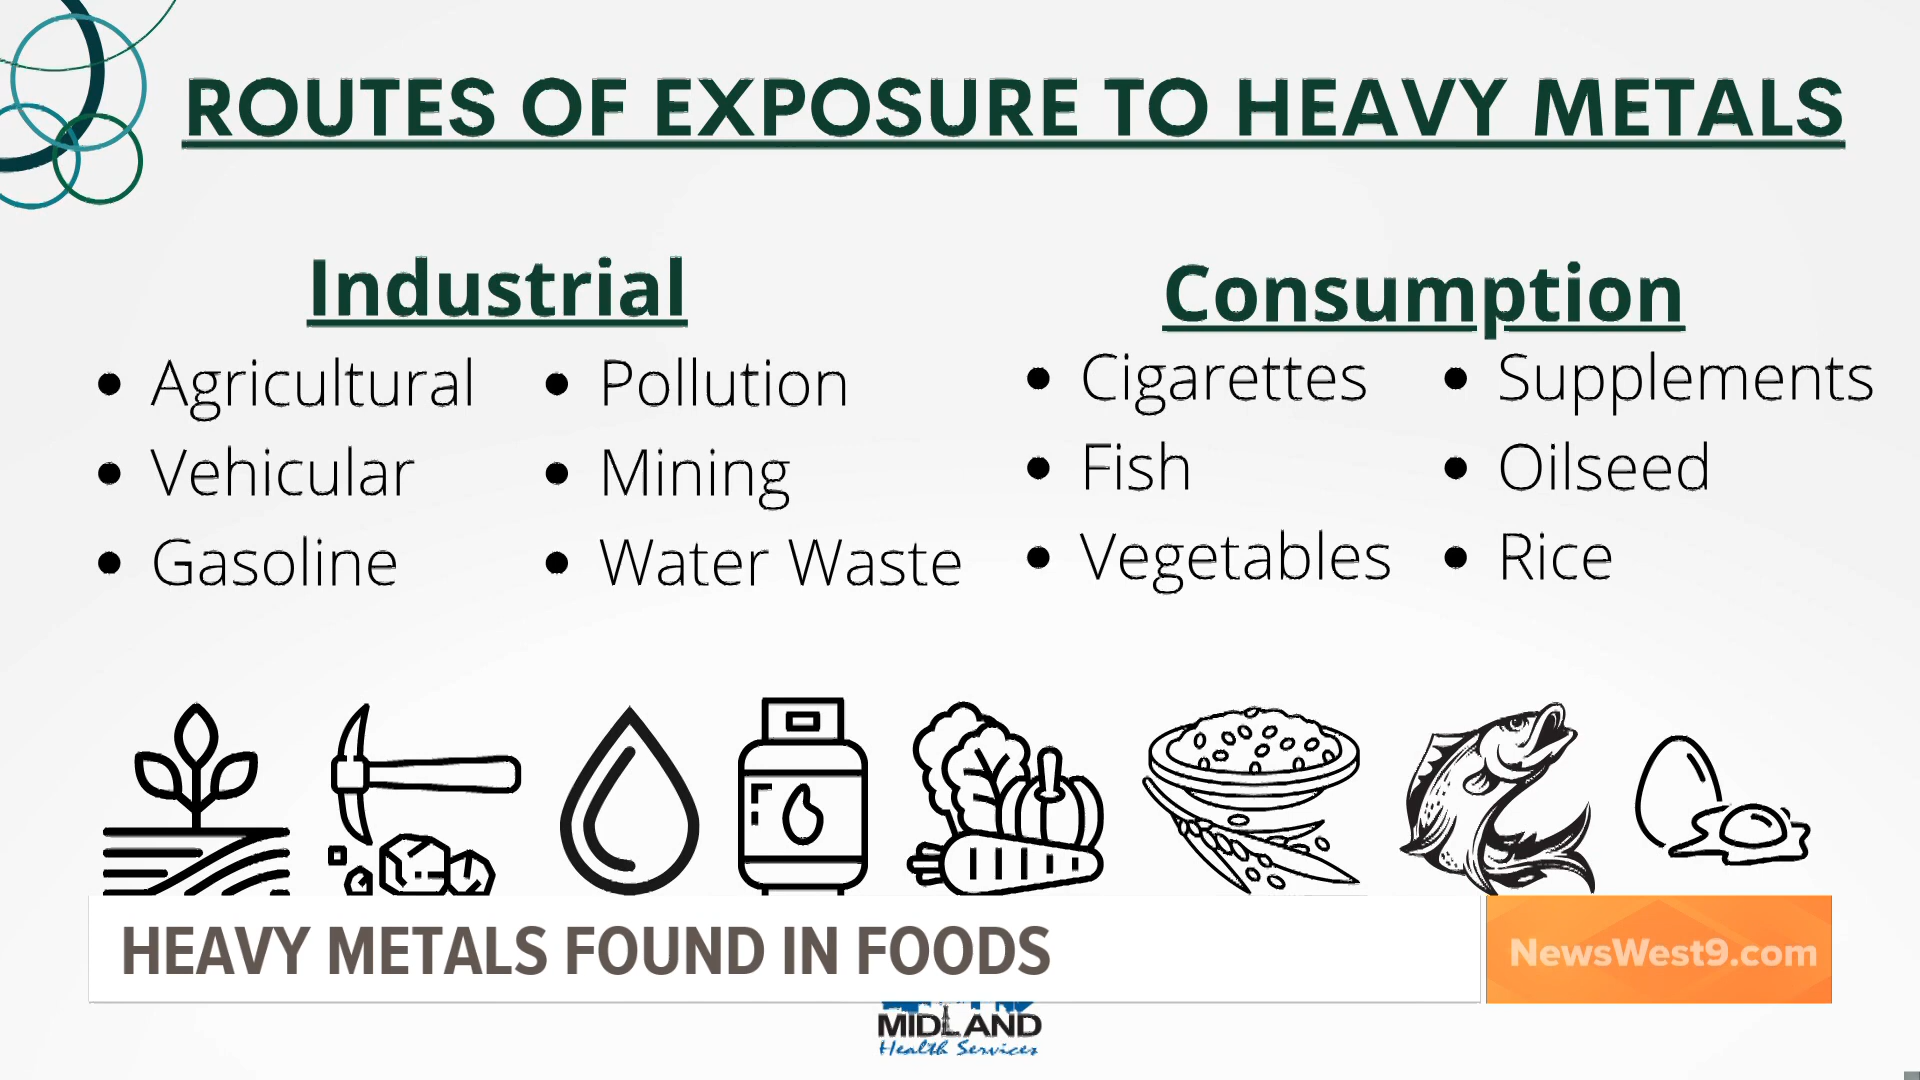 ROUTES OF EXPOSURE TO HEAVY METALS
Industrial
• Agricultural
• Vehicular
• Gasoline
• Pollution
• Mining
• Water Waste
Consumption
• Cigarettes
• Fish
• Vegetables
• Supplements
• Oilseed
• Rice
HEAVY METALS FOUND IN FOODS
NewsWest9.com
MIDLAND
Health Services